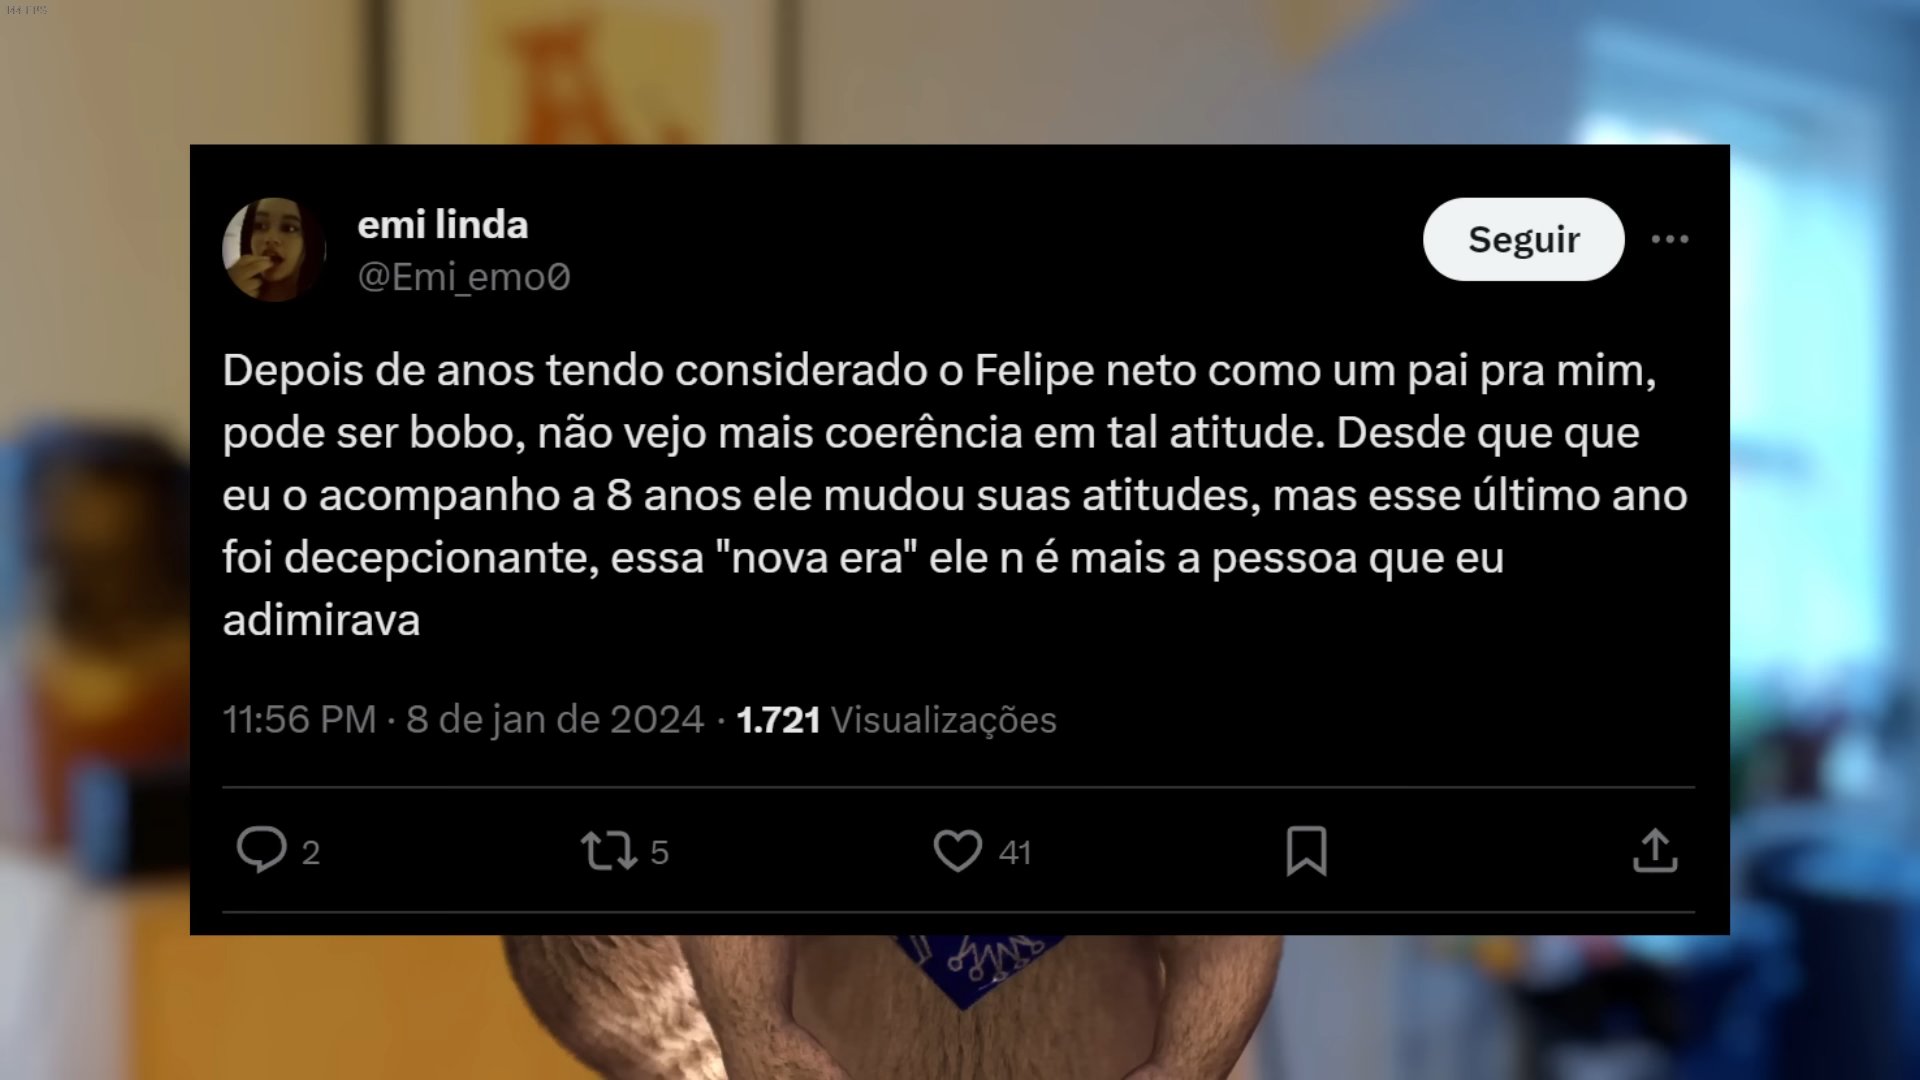 144 FPS
emi linda
@Emi_emo0
Seguir
Depois de anos tendo considerado o Felipe neto como um pai pra mim,
pode ser bobo, não vejo mais coerência em tal atitude. Desde que que
eu o acompanho a 8 anos ele mudou suas atitudes, mas esse último ano
foi decepcionante, essa "nova era" ele n é mais a pessoa que eu
adimirava
11:56 PM · 8 de jan de 2024 · 1.721 Visualizações
2
5
41